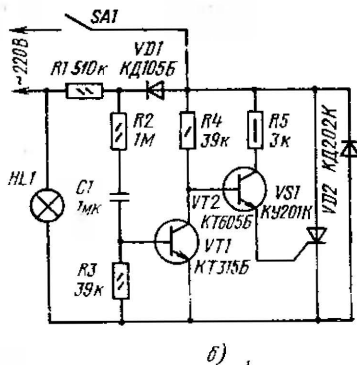 SA1
~220В
R1 510к
VD1
КД105Б
R2
1М
R4
39к
R5
3к
C1
1мк
HL1
R3
39к
VT1
КТ315Б
VT2
КТ605Б
VS1
КУ201К
VD2 КД202К
б)